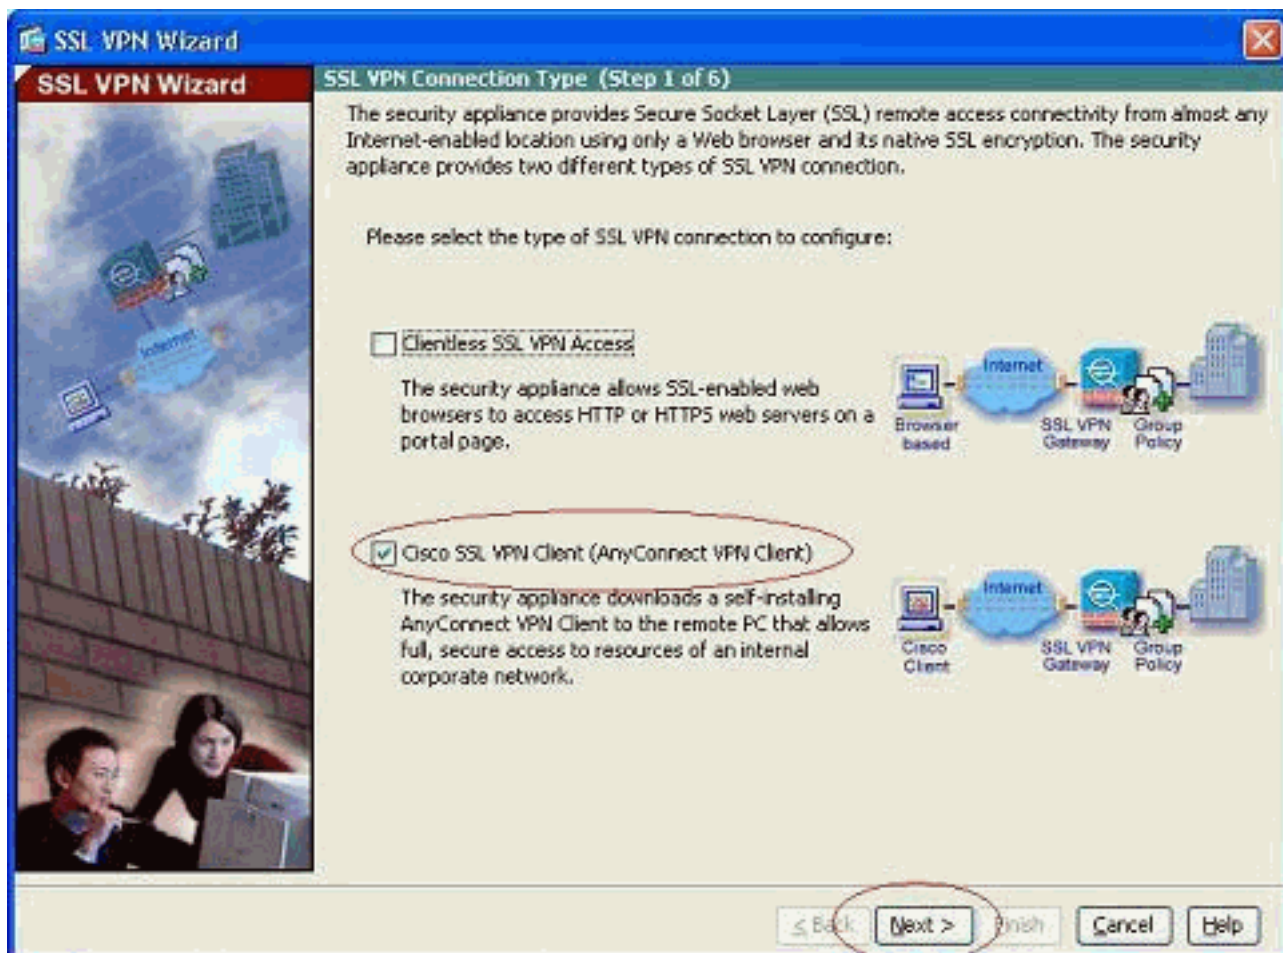 SSL VPN Wizard
SSL VPN Wizard
SSL VPN Connection Type (Step 1 of 6)
The security appliance provides Secure Socket Layer (SSL) remote access connectivity from almost any
Internet-enabled location using only a Web browser and its native SSL encryption. The security
appliance provides two different types of SSL VPN connection.
Please select the type of SSL VPN connection to configure:
Clientless SSL VPN Access
The security appliance allows SSL-enabled web
browsers to access HTTP or HTTPS web servers on a
portal page.
Internet
Browser
based
SSL VPN
Gateway
Group
Policy
Internet
Cisco SSL VPN Client (AnyConnect VPN Client)
The security appliance downloads a self-installing
AnyConnect VPN Client to the remote PC that allows
full, secure access to resources of an internal
corporate network.
Internet
Cisco
Client
SSL VPN
Gateway
Group
Policy
< Back
Next >
Finish
Cancel
Help